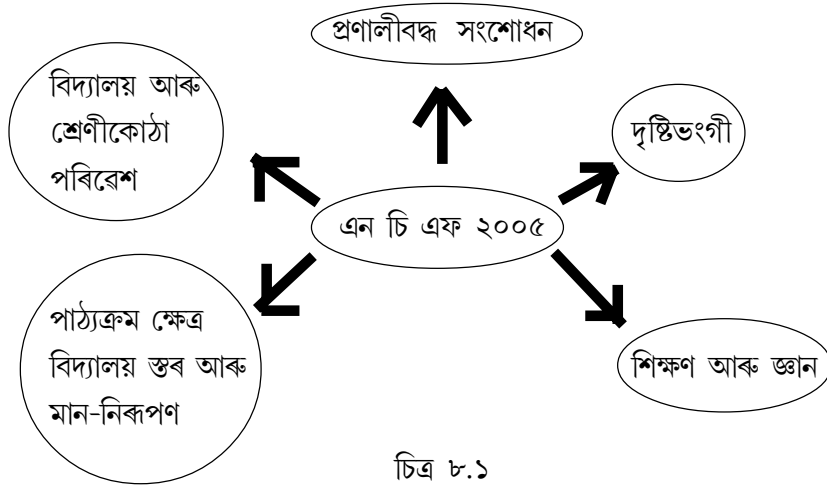 প্ৰণালীবদ্ধ সংশোধন
বিদ্যালয় আৰু
শ্ৰেণীকোঠা
পৰিৱেশ
দৃষ্টিভংগী
এন চি এফ ২০০৫
পাঠ্যক্ৰম ক্ষেত্ৰ
বিদ্যালয় স্তৰ আৰু
মান-নিৰূপণ
শিক্ষণ আৰু জ্ঞান
চিত্ৰ ৮.১